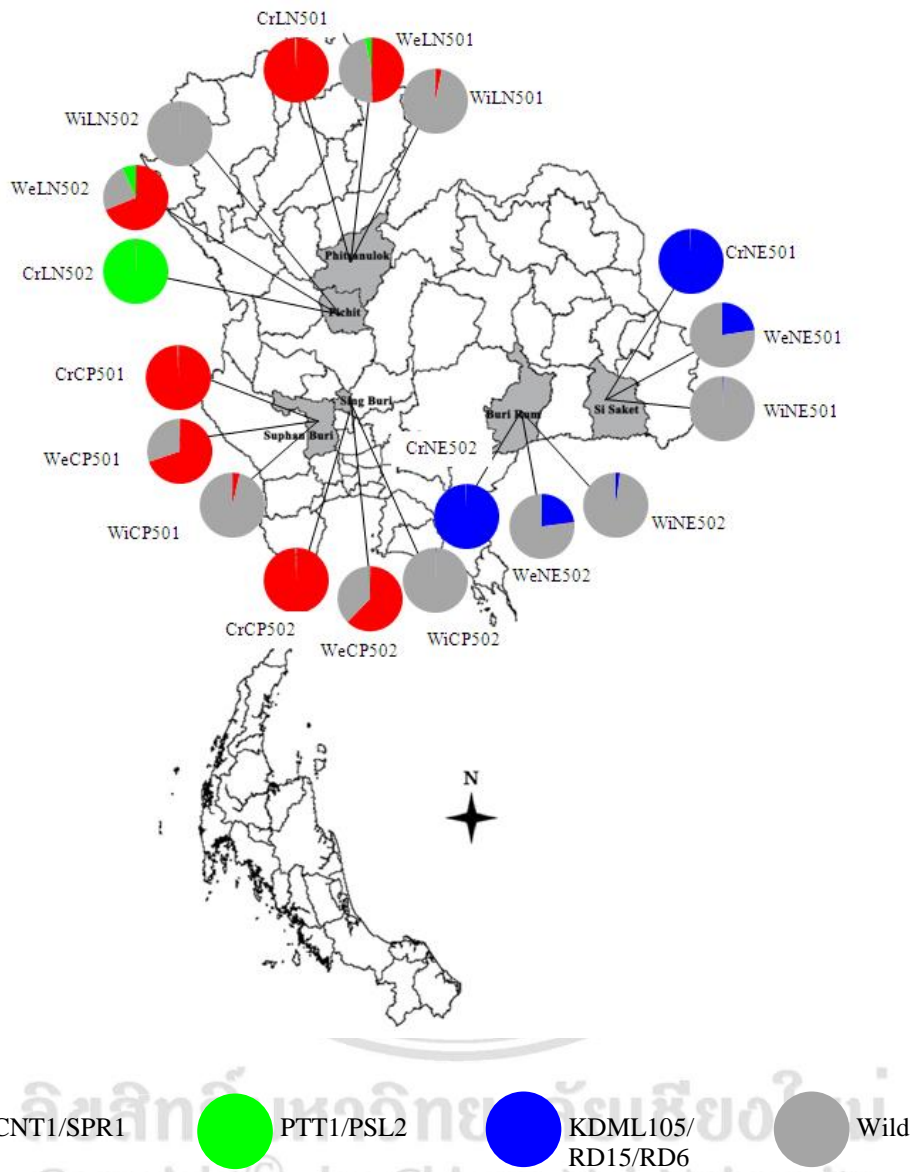 CrLN501
WeLN501
WiLN501
WiLN502
WeLN502
CrLN502
Phitsanulok
Pichit
CrNE501
WeNE501
WiNE501
CrCP501
WeCP501
WiCP501
Sing Buri
Suphan Buri
Buri Rum
Si Saket
CrNE502
WeNE502
WiNE502
CrCP502
WeCP502
WiCP502
N
CNT1/SPR1
PTT1/PSL2
KDML105/
RD15/RD6
Wild